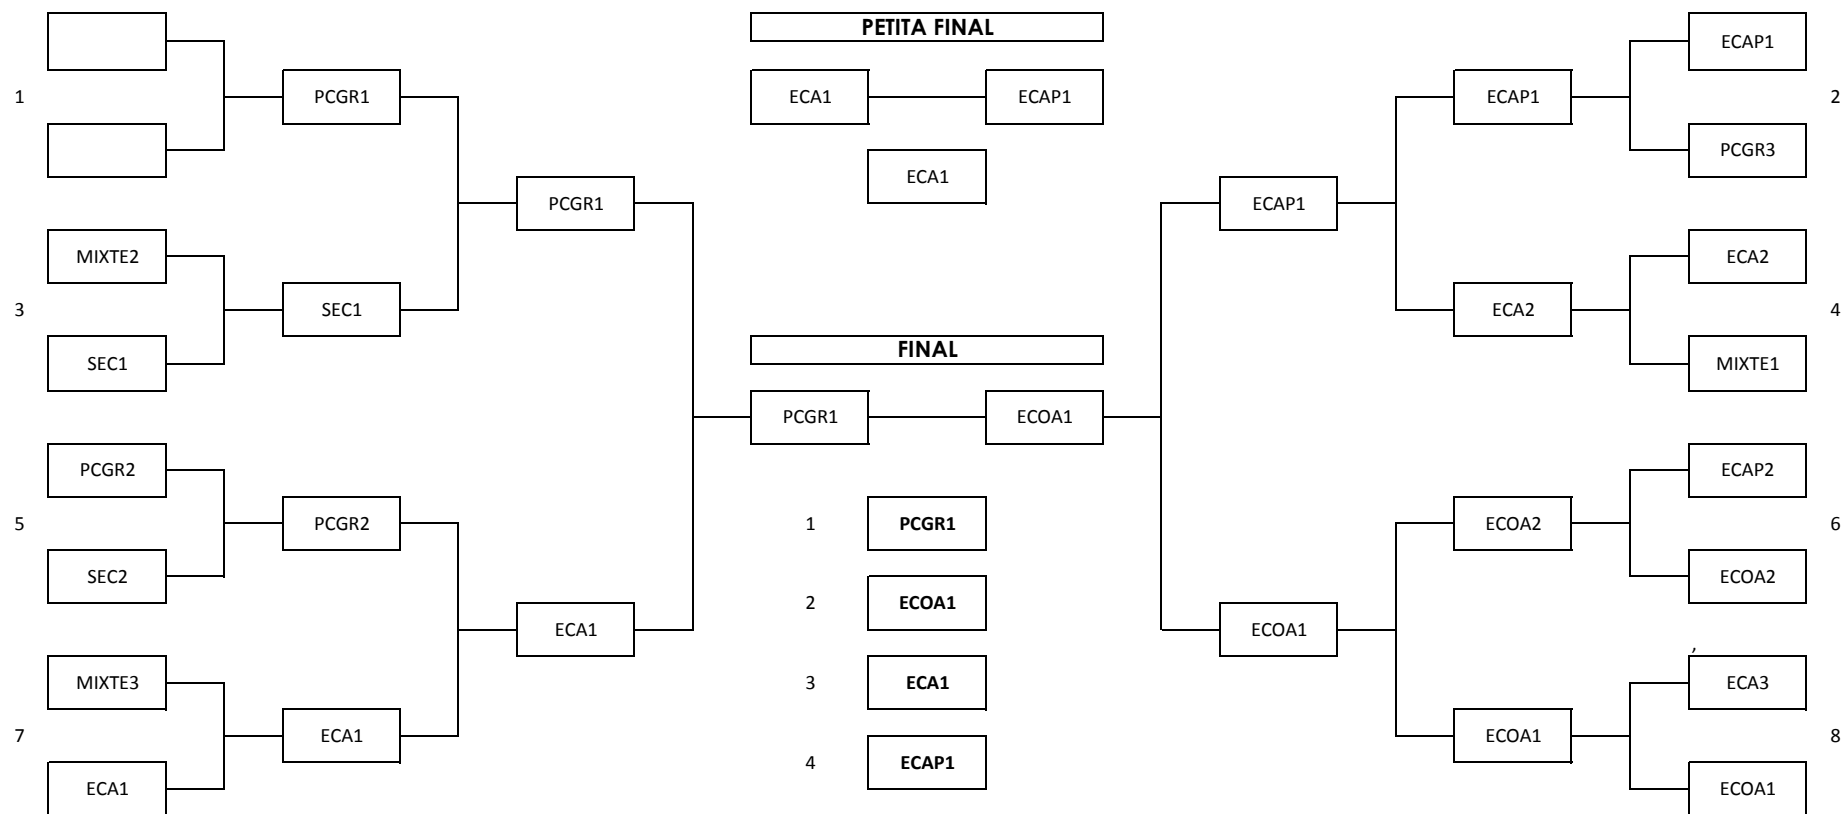 PETITA FINAL
ECAP1
1
PCGR1
ECA1
ECAP1
ECAP1
2
PCGR3
ECA1
PCGR1
ECAP1
MIXTE2
ECA2
3
SEC1
ECA2
4
SEC1
FINAL
MIXTE1
PCGR1
ECOA1
PCGR2
ECAP2
5
PCGR2
1
PCGR1
ECOA2
6
SEC2
ECOA2
2
ECOA1
ECA1
ECOA1
,
MIXTE3
3
ECA1
ECA3
7
ECA1
ECOA1
8
4
ECAP1
ECA1
ECOA1